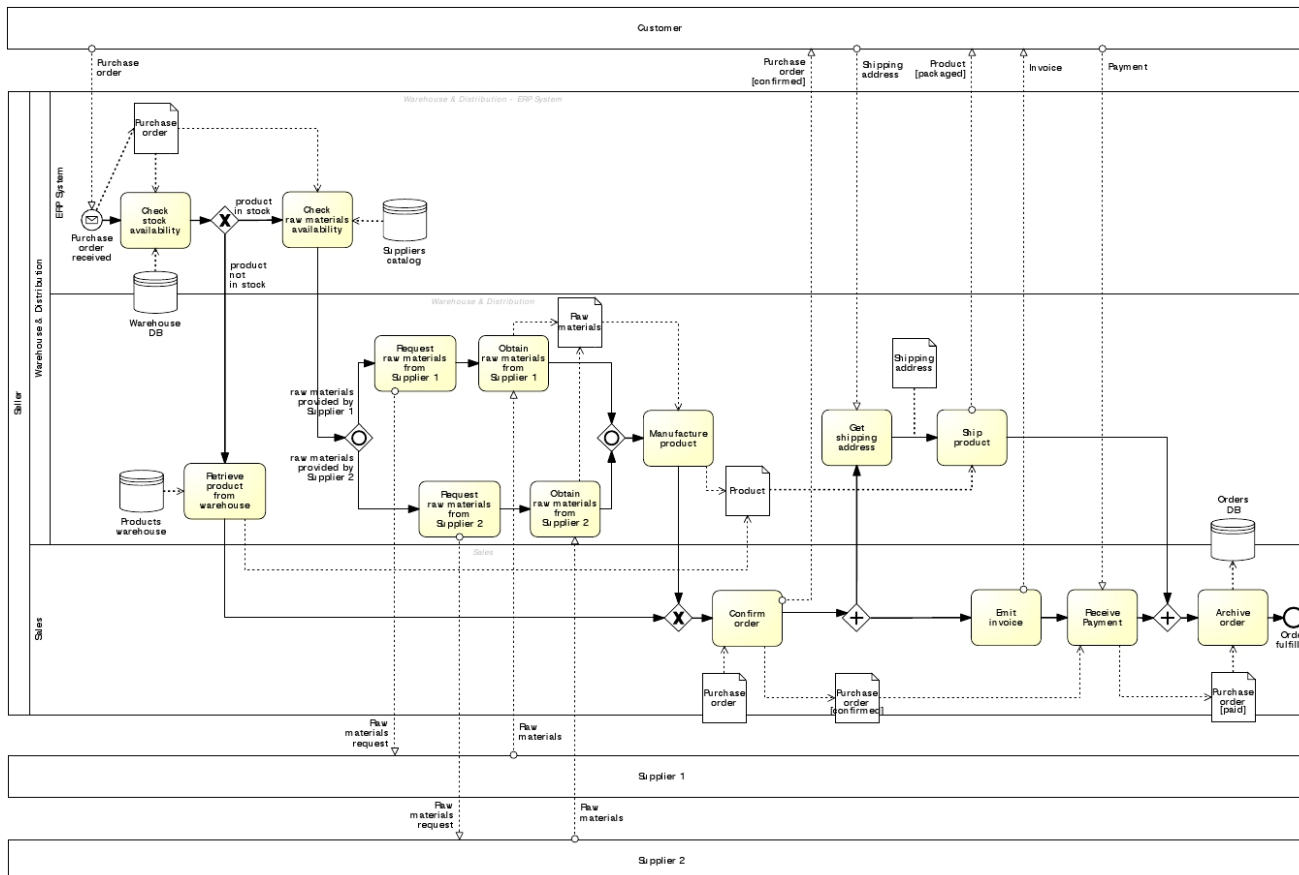 Customer
Purchase
order
Purchase
order
[confirmed]
Shipping
address
Product
[packaged]
Invoice
Payment
Seller
Warehouse & Distribution
ERP System
Warehouse & Distribution - ERP System
Purchase
order
Purchase
order
received
Check
stock
availability
Warehouse
DB
X
product
in stock
product
not
in stock
Check
raw materials
availability
Suppliers
catalog
Warehouse & Distribution
Products
warehouse
Retrieve
product
from
warehouse
raw materials
provided by
Supplier 1
raw materials
provided by
Supplier 2
Request
raw materials
from
Supplier 1
Obtain
raw materials
from
Supplier 1
Raw
materials
Request
raw materials
from
Supplier 2
Obtain
raw materials
from
Supplier 2
Manufacture
product
Product
Get
shipping
address
Shipping
address
Ship
product
Orders
DB
Sales
Sales
X
Confirm
order
Purchase
order
Purchase
order
[confirmed]
Emit
invoice
Receive
Payment
Archive
order
Purchase
order
[paid]
Orde
fulfill
Raw
materials
request
Raw
materials
Supplier 1
Raw
materials
request
Raw
materials
Supplier 2